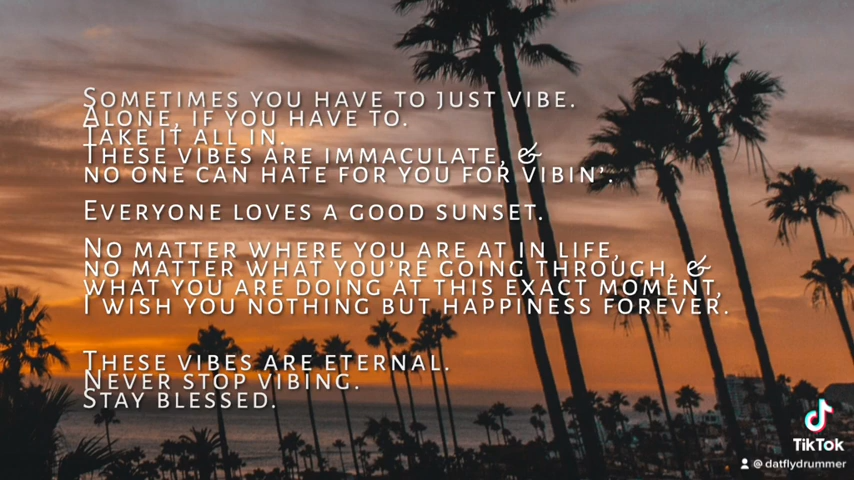 Sometimes you have to just vibe.
Alone, if you have to.
Take it all in.
These vibes are immaculate, &
no one can hate for you for vibin'.
Everyone loves a good sunset.
No matter where you are at in life,
no matter what you're going through, &
what you are doing at this exact moment,
I wish you nothing but happiness forever.
These vibes are eternal.
Never stop vibing.
Stay blessed.
TikTok
@datflydrummer